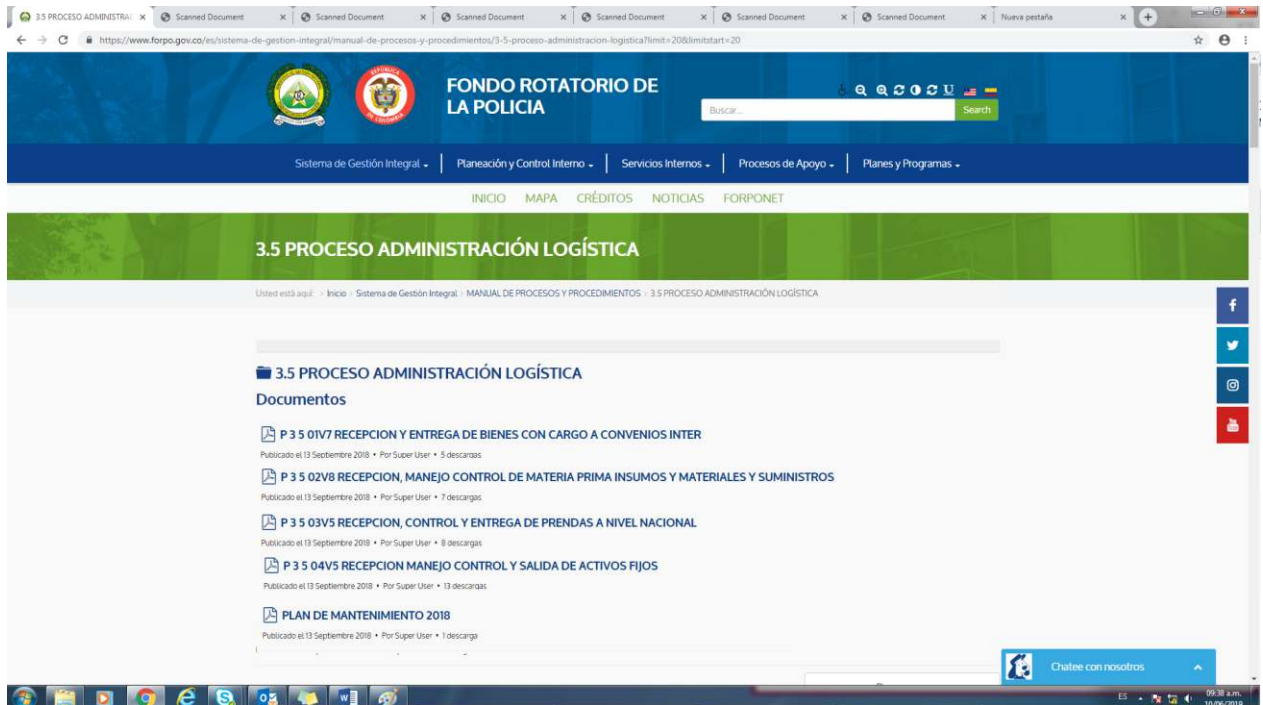 3.5 PROCESO ADMINISTRA
Scanned Document
Scanned Document
Scanned Document
Scanned Document
Scanned Document
Scanned Document
Nueva pestaña
https://www.forpo.gov.co/es/sistema-de-gestion-integral/manual-de-procesos-y-procedimientos/3-5-proceso-administracion-logistica?limit=20&limitstart=20
REPÚBLICA
DE COLOMBIA
FONDO ROTATORIO DE
LA POLICIA
Buscar...
Search
Sistema de Gestión Integral
Planeación y Control Interno
Servicios Internos
Procesos de Apoyo
Planes y Programas
INICIO MAPA CRÉDITOS NOTICIAS FORPONET
3.5 PROCESO ADMINISTRACIÓN LOGÍSTICA
Usted está aquí: > Inicio > Sistema de Gestión Integral > MANUAL DE PROCESOS Y PROCEDIMIENTOS > 3.5 PROCESO ADMINISTRACIÓN LOGÍSTICA
3.5 PROCESO ADMINISTRACIÓN LOGÍSTICA
Documentos
P 3 5 01V7 RECEPCION Y ENTREGA DE BIENES CON CARGO A CONVENIOS INTER
Publicado el 13 Septiembre 2018 • Por Super User • 5 descargas
P 3 5 02V8 RECEPCION, MANEJO CONTROL DE MATERIA PRIMA INSUMOS Y MATERIALES Y SUMINISTROS
Publicado el 13 Septiembre 2018 • Por Super User • 7 descargas
P 3 5 03V5 RECEPCION, CONTROL Y ENTREGA DE PRENDAS A NIVEL NACIONAL
Publicado el 13 Septiembre 2018 • Por Super User • 8 descargas
P 3 5 04V5 RECEPCION MANEJO CONTROL Y SALIDA DE ACTIVOS FIJOS
Publicado el 13 Septiembre 2018 • Por Super User • 13 descargas
PLAN DE MANTENIMIENTO 2018
Publicado el 13 Septiembre 2018 • Por Super User • 1 descarga
Chatee con nosotros
ES
09:38 a.m.
10/06/2019